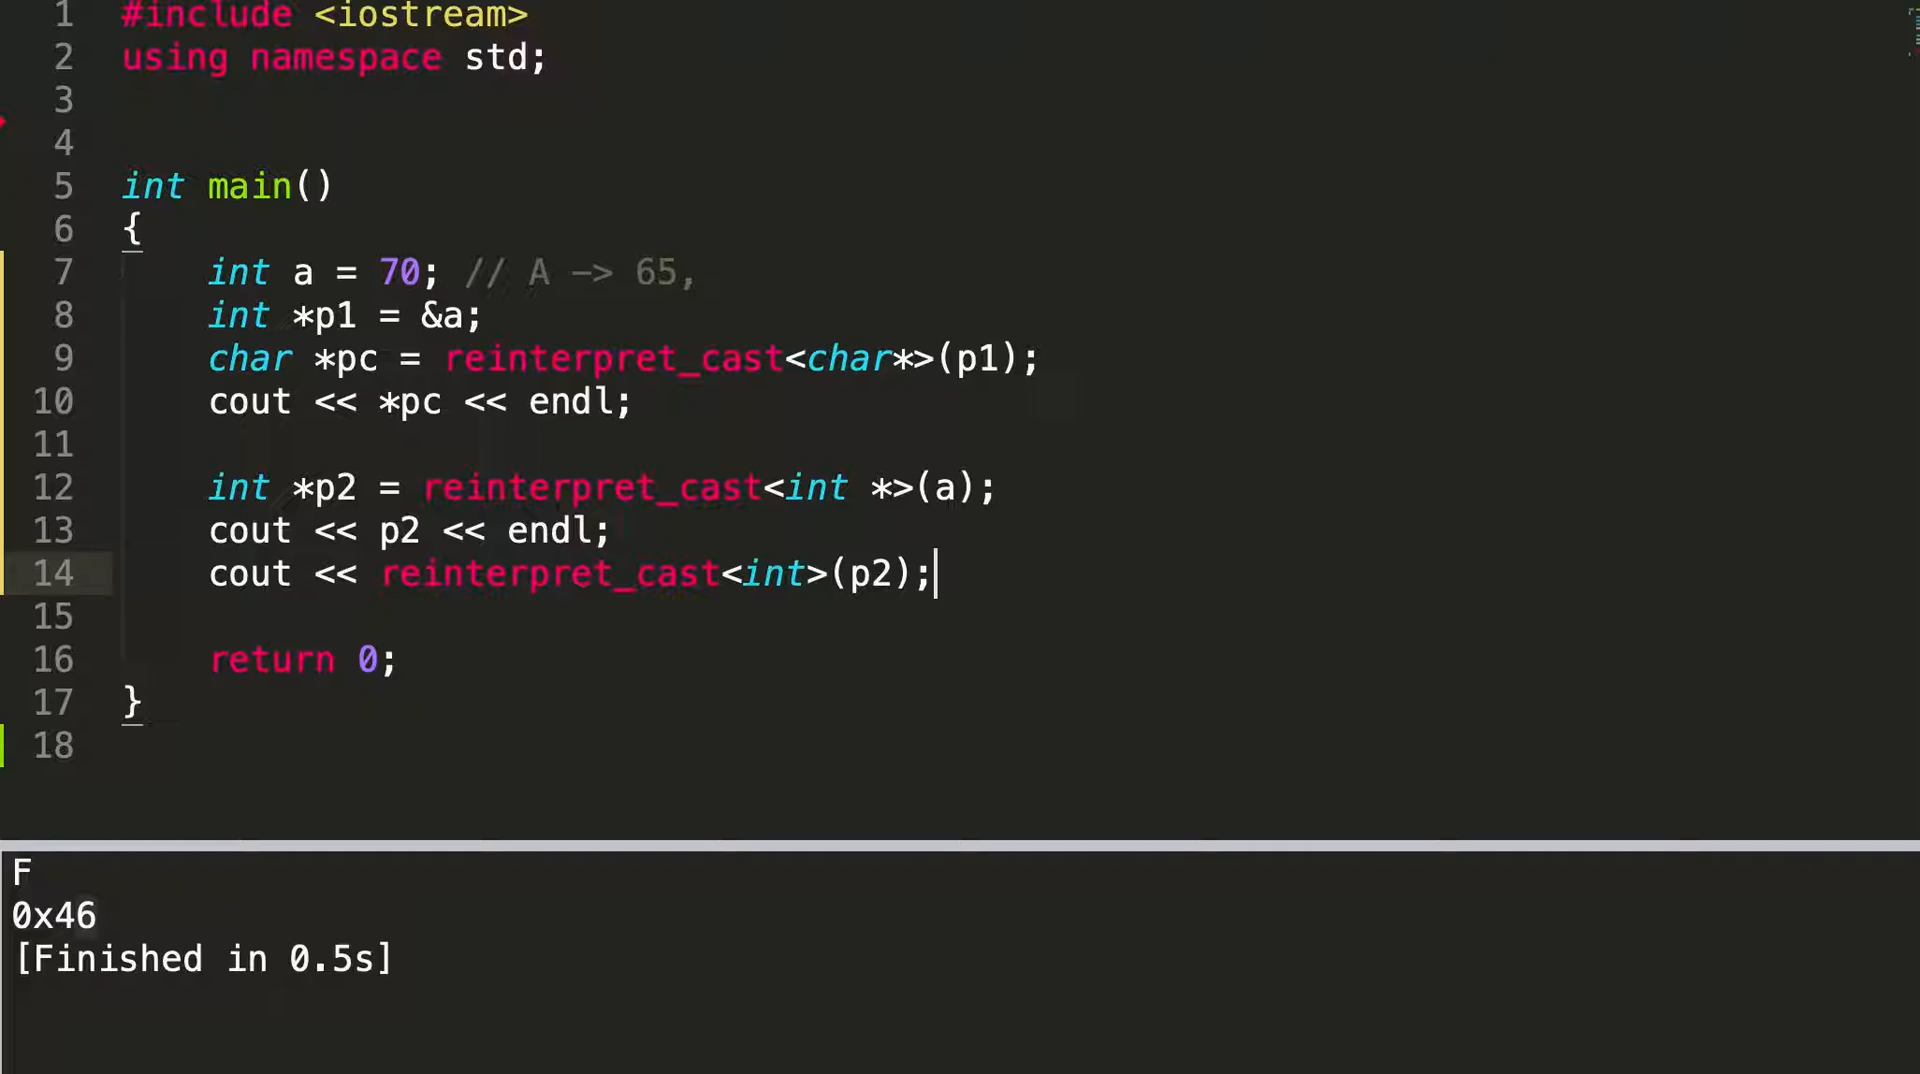 1 #include <iostream>
2 using namespace std;
3
4
5 int main()
6 {
7 int a = 70; // A -> 65,
8 int *p1 = &a;
9 char *pc = reinterpret_cast<char*>(p1);
10 cout << *pc << endl;
11
12 int *p2 = reinterpret_cast<int *>(a);
13 cout << p2 << endl;
14 cout << reinterpret_cast<int>(p2);
15
16 return 0;
17 }
18
F
0x46
[Finished in 0.5s]